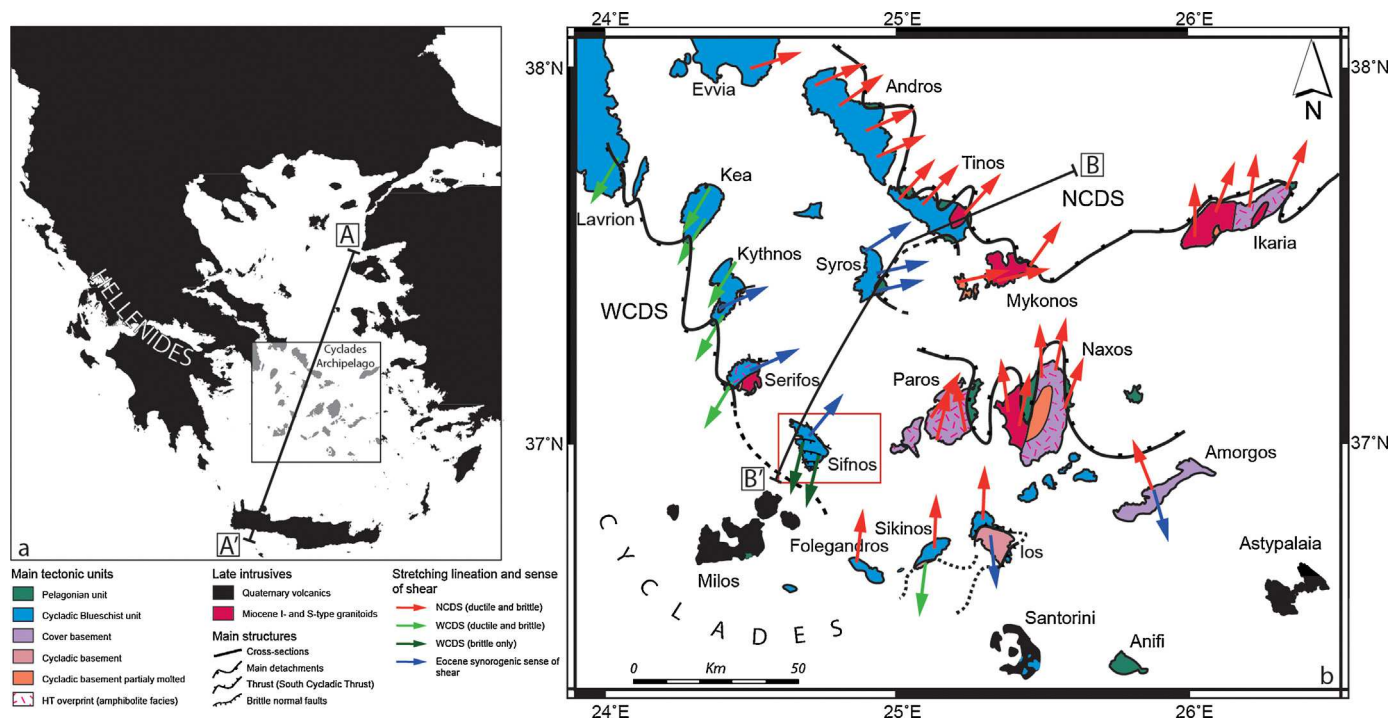 A
A'
HELLENIDES
Cyclades
Archipelago
a
Main tectonic units
Pelagonian unit
Cycladic Blueschist unit
Cover basement
Cycladic basement
Cycladic basement partialy molted
HT overprint (amphibolite facies)
Late intrusives
Quaternary volcanics
Miocene I- and S-type granitoids
Main structures
Cross-sections
Main detachments
Thrust (South Cycladic Thrust)
Brittle normal faults
Stretching lineation and sense
of shear
NCDS (ductile and brittle)
WCDS (ductile and brittle)
WCDS (brittle only)
Eocene synorogenic sense of
shear
24°E
25°E
26°E
38°N
38°N
N
Evvia
Andros
Tinos
B
NCDS
Kea
Lavrion
Ikaria
Kythnos
Syros
Mykonos
WCDS
Naxos
Serifos
Paros
37°N
37°N
Sifnos
Amorgos
B'
Sikinos
Folegandros
Ios
Astypalaia
Milos
CYCLADES
Santorini
Anifi
0
Km
50
24°E
25°E
26°E
b